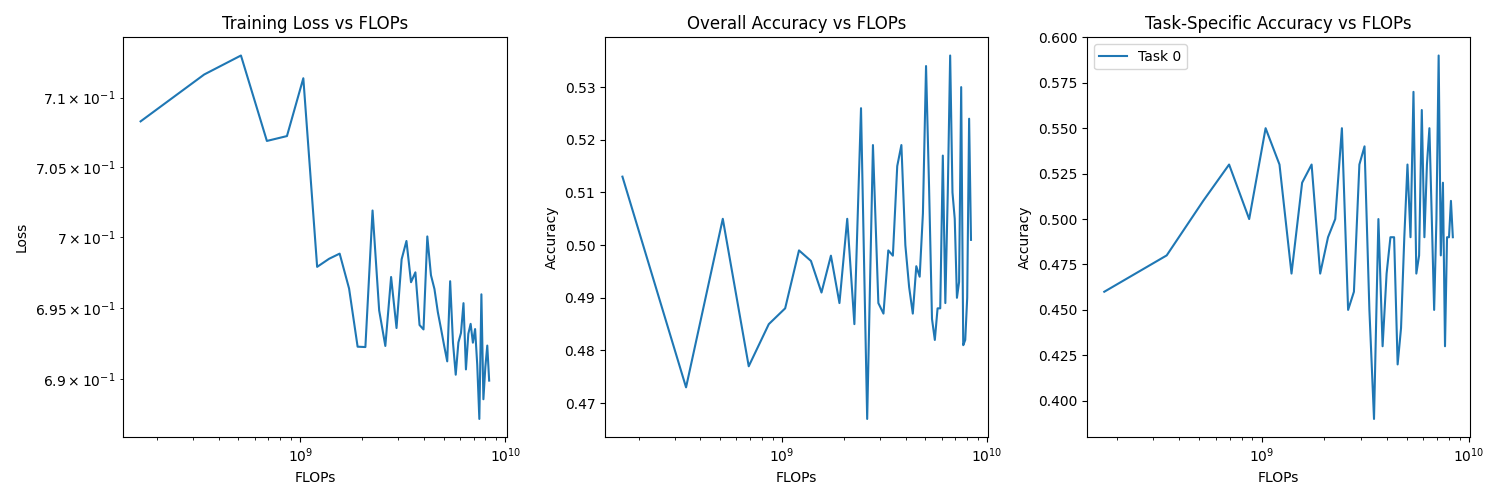 Training Loss vs FLOPs
7.1 × 10⁻¹
7.05 × 10⁻¹
7 × 10⁻¹
6.95 × 10⁻¹
6.9 × 10⁻¹
Loss
10⁹
10¹⁰
FLOPs
Overall Accuracy vs FLOPs
0.53
0.52
0.51
0.50
0.49
0.48
0.47
Accuracy
10⁹
10¹⁰
FLOPs
Task-Specific Accuracy vs FLOPs
Task 0
0.600
0.575
0.550
0.525
0.500
0.475
0.450
0.425
0.400
Accuracy
10⁹
10¹⁰
FLOPs